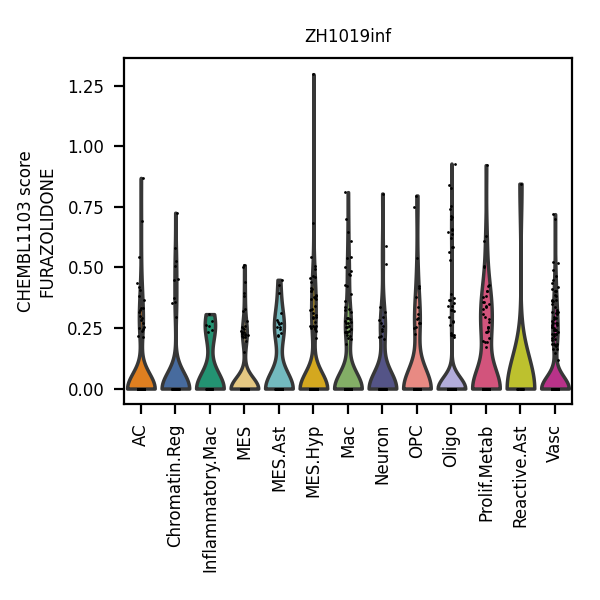 ZH1019inf
CHEMBL1103 score
FURAZOLIDONE
1.25
1.00
0.75
0.50
0.25
0.00
AC
Chromatin.Reg
Inflammatory.Mac
MES
MES.Ast
MES.Hyp
Mac
Neuron
OPC
Oligo
Prolif.Metab
Reactive.Ast
Vasc